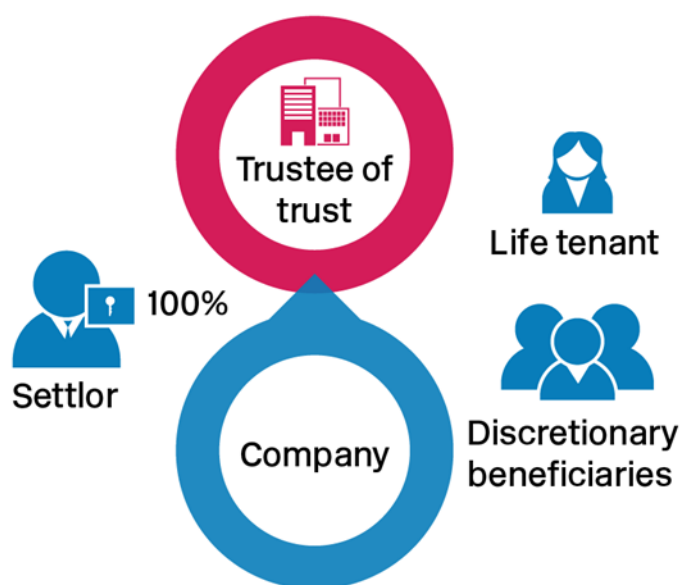 Trustee of
trust
Life tenant
100%
Settlor
Company
Discretionary
beneficiaries